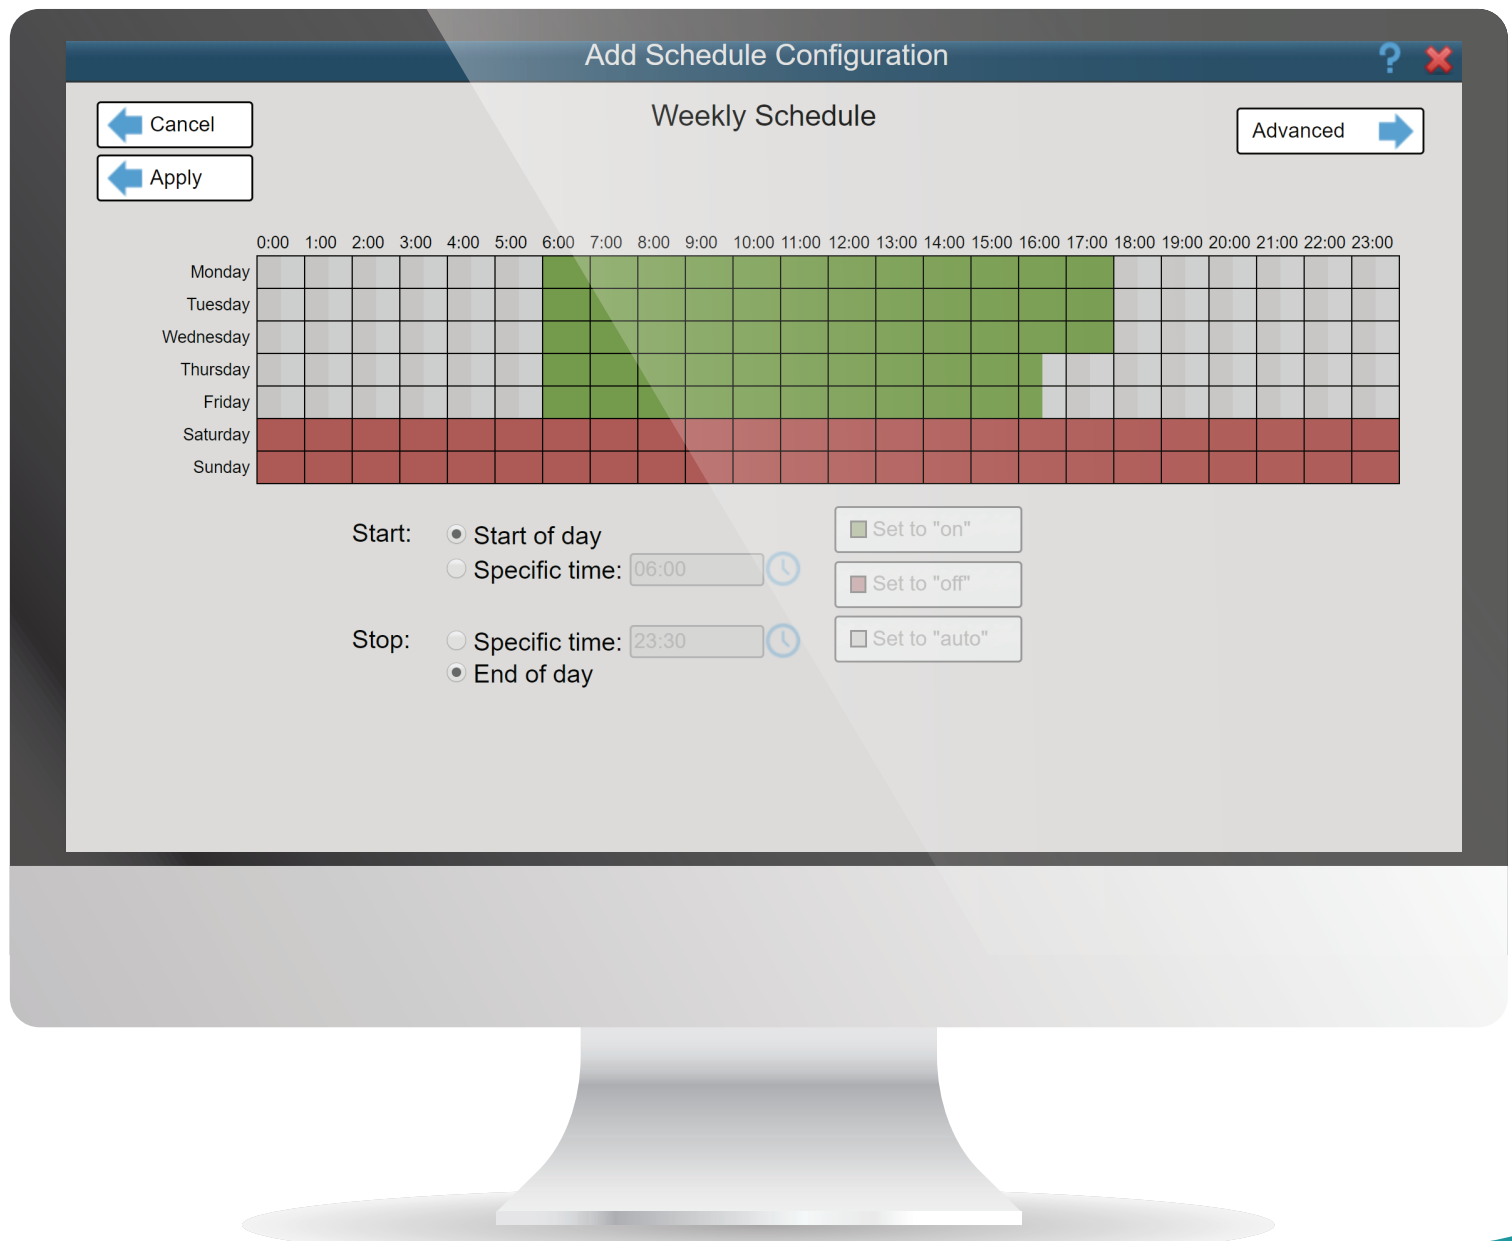 Add Schedule Configuration
?
Cancel
Weekly Schedule
Advanced
Apply
0:00 1:00 2:00 3:00 4:00 5:00 6:00 7:00 8:00 9:00 10:00 11:00 12:00 13:00 14:00 15:00 16:00 17:00 18:00 19:00 20:00 21:00 22:00 23:00
Monday
Tuesday
Wednesday
Thursday
Friday
Saturday
Sunday
Start: Start of day
Specific time: 06:00
Stop: Specific time: 23:30
End of day
Set to "on"
Set to "off"
Set to "auto"